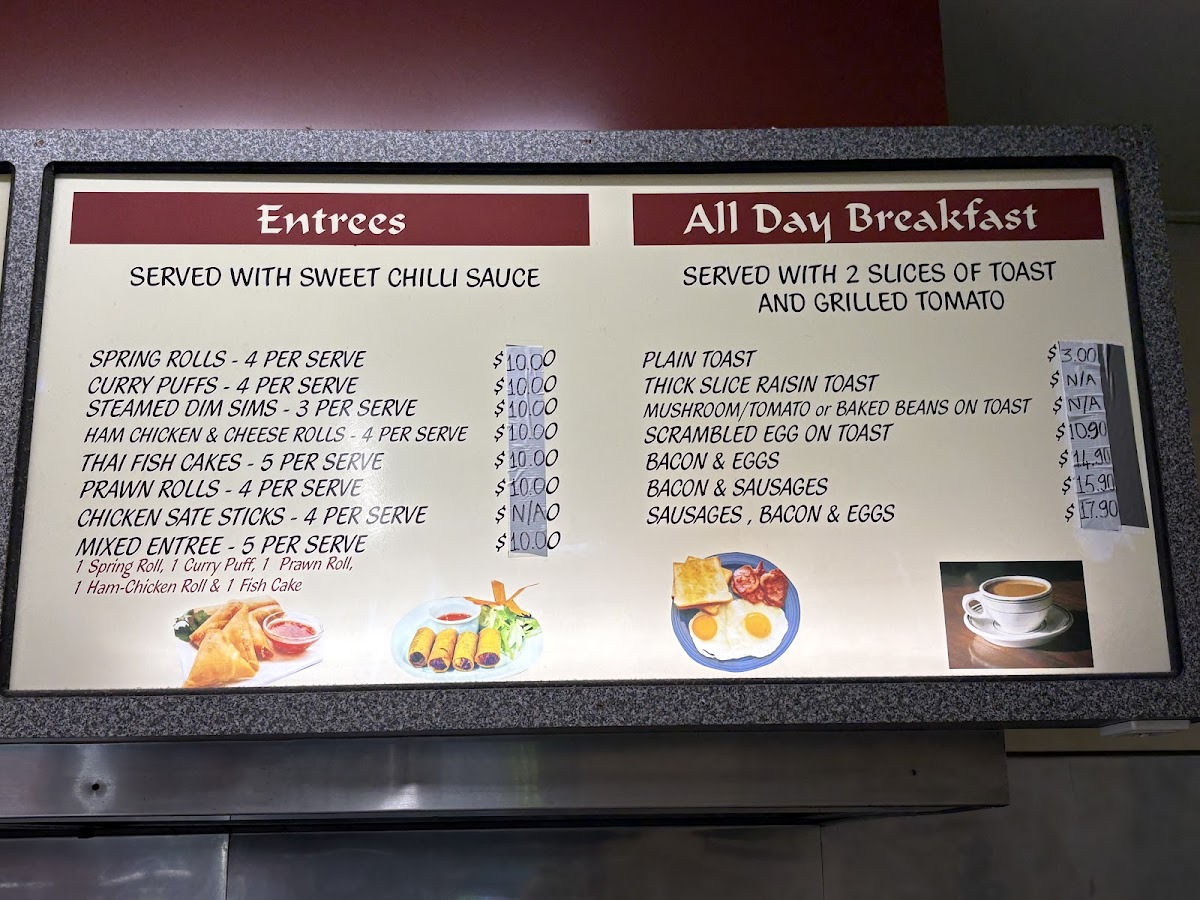 Entrees
SERVED WITH SWEET CHILLI SAUCE
SPRING ROLLS - 4 PER SERVE $10.00
CURRY PUFFS - 4 PER SERVE $10.00
STEAMED DIM SIMS - 3 PER SERVE $10.00
HAM CHICKEN & CHEESE ROLLS - 4 PER SERVE $10.00
THAI FISH CAKES - 5 PER SERVE $10.00
PRAWN ROLLS - 4 PER SERVE $10.00
CHICKEN SATE STICKS - 4 PER SERVE $N/A0
MIXED ENTREE - 5 PER SERVE $10.00
1 Spring Roll, 1 Curry Puff, 1 Prawn Roll,
1 Ham-Chicken Roll & 1 Fish Cake
All Day Breakfast
SERVED WITH 2 SLICES OF TOAST
AND GRILLED TOMATO
PLAIN TOAST $3.00
THICK SLICE RAISIN TOAST $N/A
MUSHROOM/TOMATO or BAKED BEANS ON TOAST $N/A
SCRAMBLED EGG ON TOAST $10.90
BACON & EGGS $14.90
BACON & SAUSAGES $15.90
SAUSAGES , BACON & EGGS $17.90